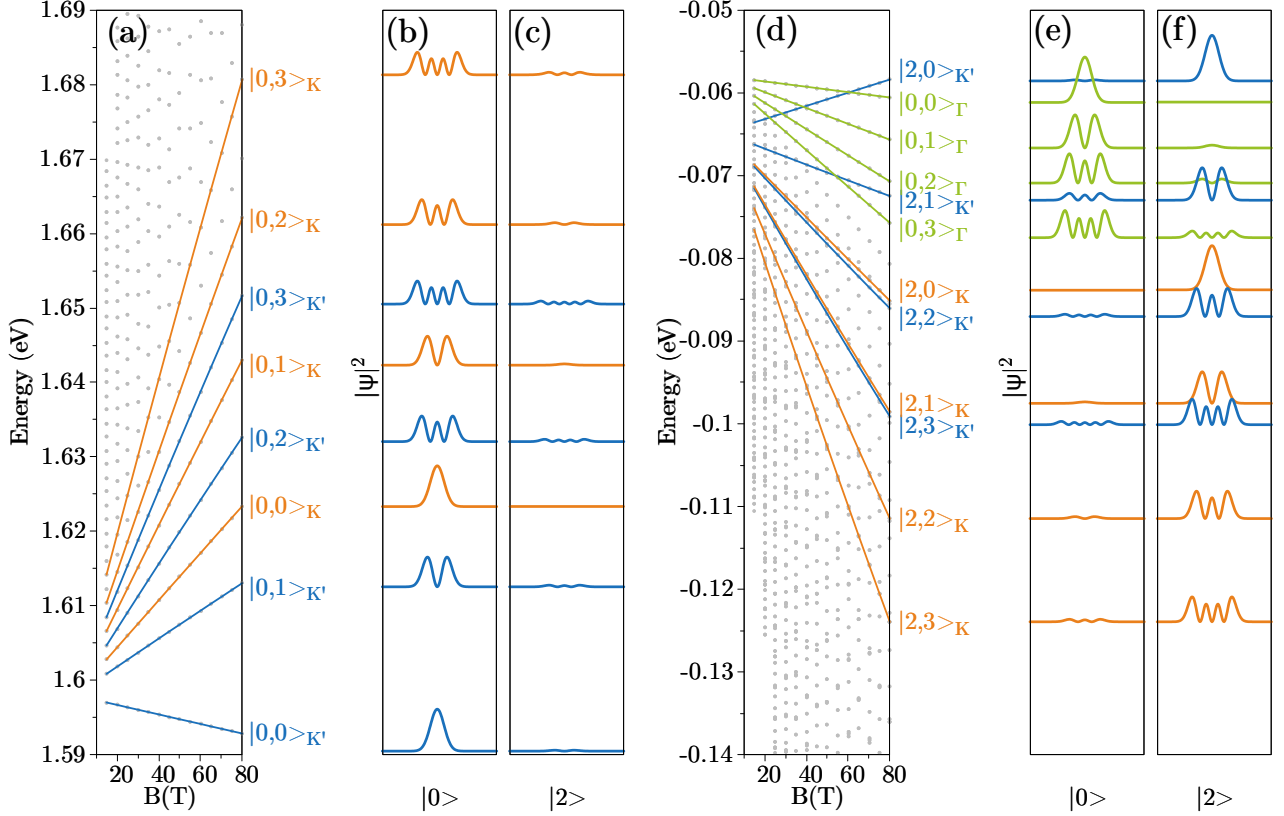 (a)
Energy (eV)
1.69
1.68
1.67
1.66
1.65
1.64
1.63
1.62
1.61
1.6
1.59
20 40 60 80
B(T)
|0,3>K
|0,2>K
|0,3>K'
|0,1>K
|0,2>K'
|0,0>K
|0,1>K'
|0,0>K'
(b)
|ψ|²
|0>
(c)
|2>
(d)
Energy (eV)
-0.05
-0.06
-0.07
-0.08
-0.09
-0.1
-0.11
-0.12
-0.13
-0.14
20 40 60 80
B(T)
|2,0>K'
|0,0>Γ
|0,1>Γ
|0,2>Γ
|2,1>K'
|0,3>Γ
|2,0>K
|2,2>K'
|2,1>K
|2,3>K'
|2,2>K
|2,3>K
(e)
|ψ|²
|0>
(f)
|2>